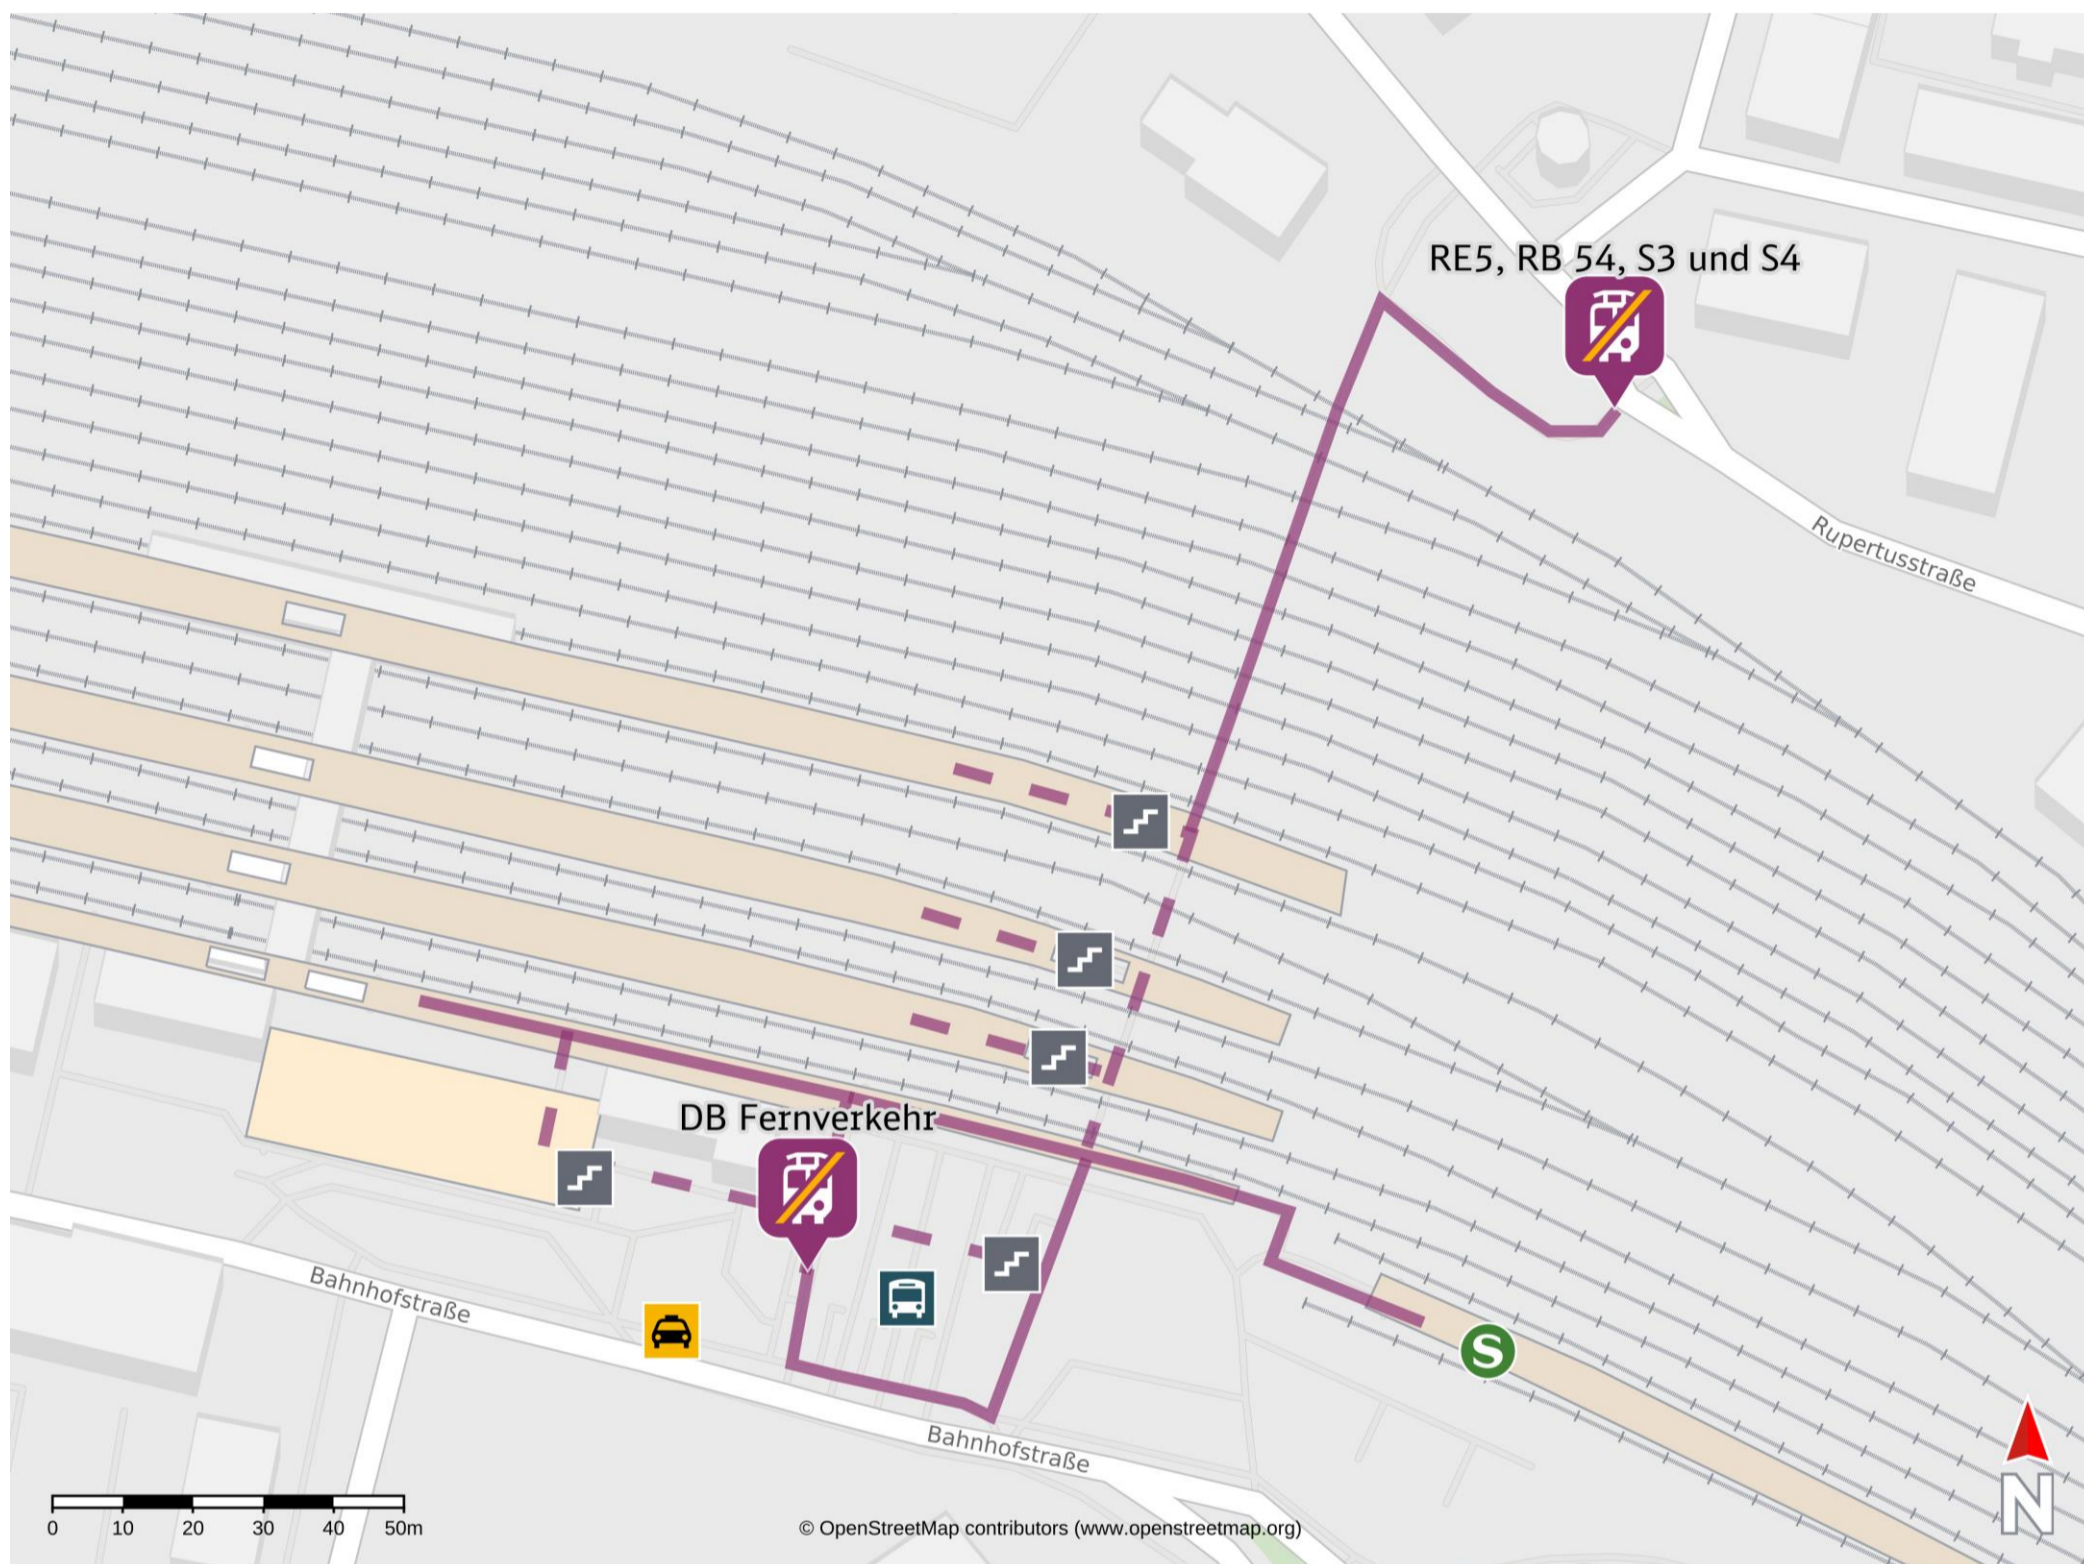 RE5, RB 54, S3 und S4
Rupertusstraße
DB Fernverkehr
Bahnhofstraße
S
Bahnhofstraße
N
0 10 20 30 40 50m
© OpenStreetMap contributors (www.openstreetmap.org)